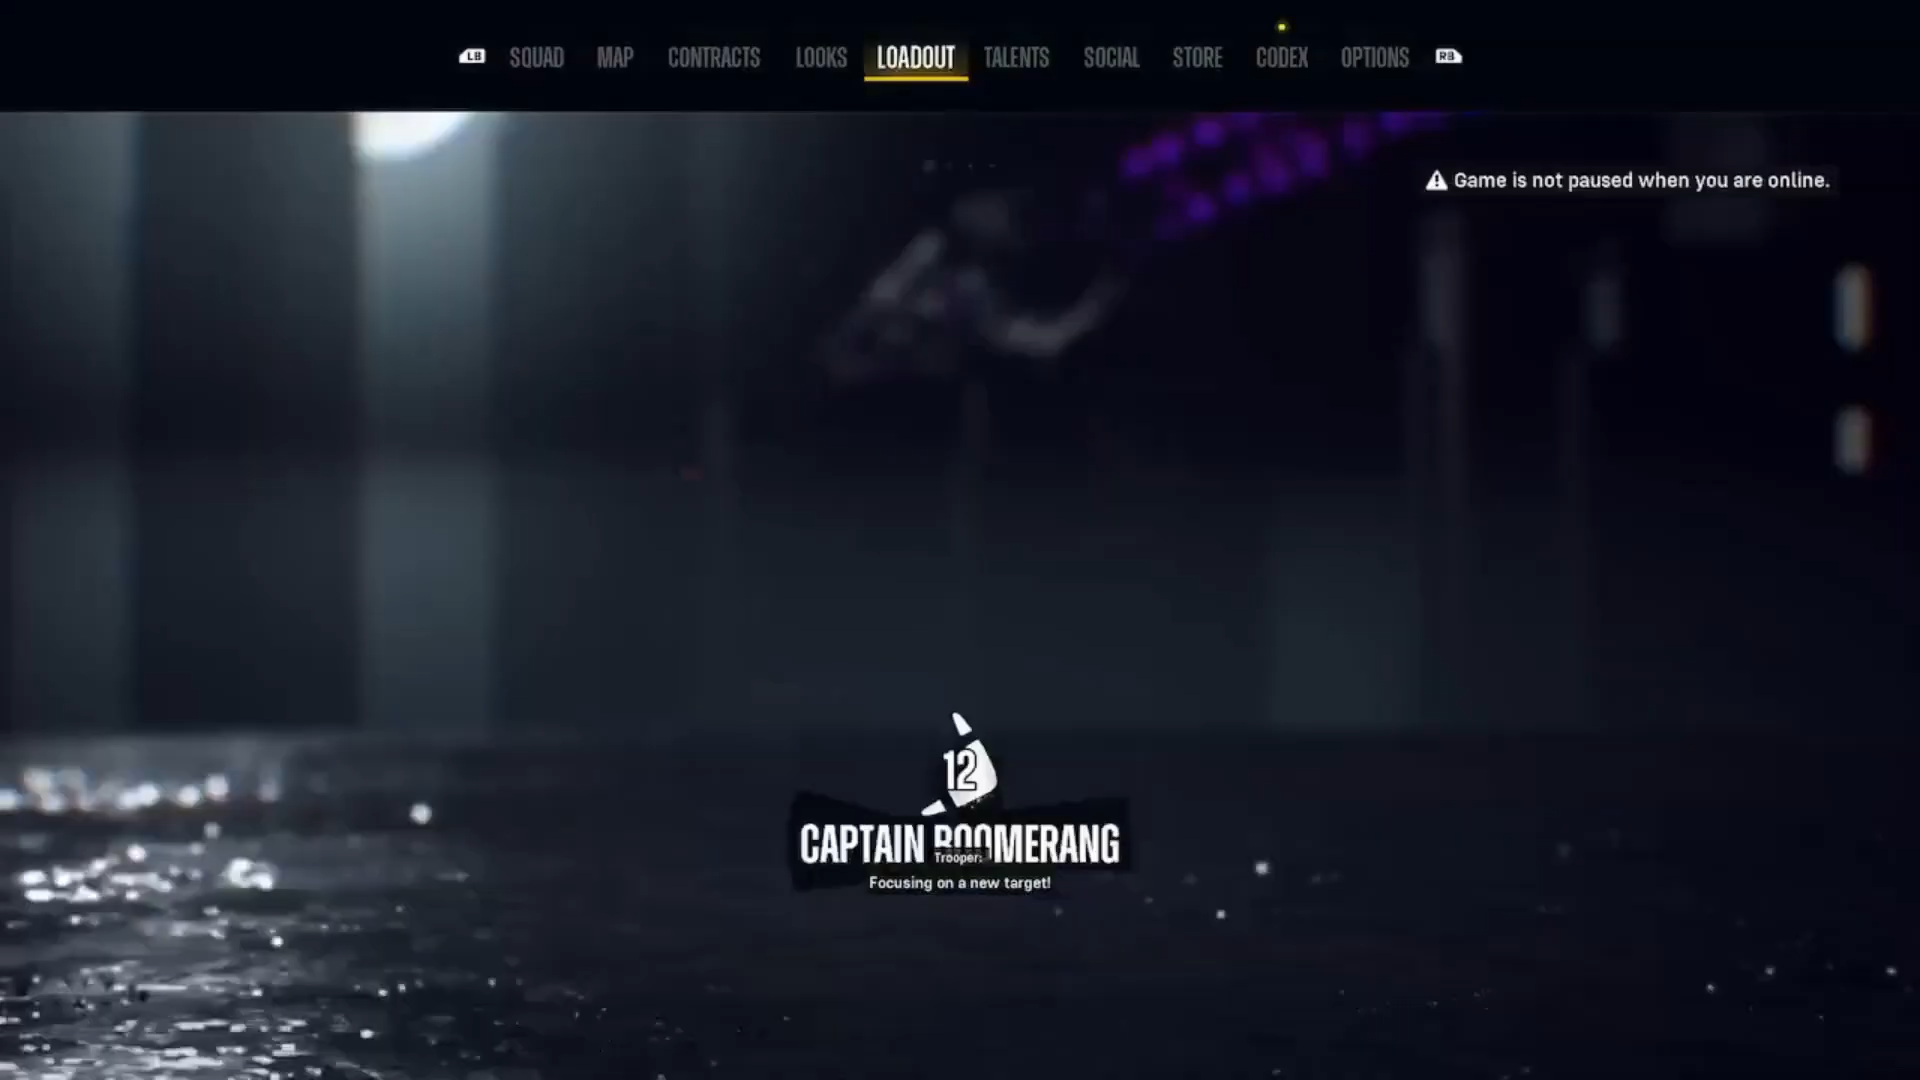 LB SQUAD MAP CONTRACTS LOOKS LOADOUT TALENTS SOCIAL STORE CODEX OPTIONS RB
Game is not paused when you are online.
12
CAPTAIN BOOMERANG
Trooper:
Focusing on a new target!